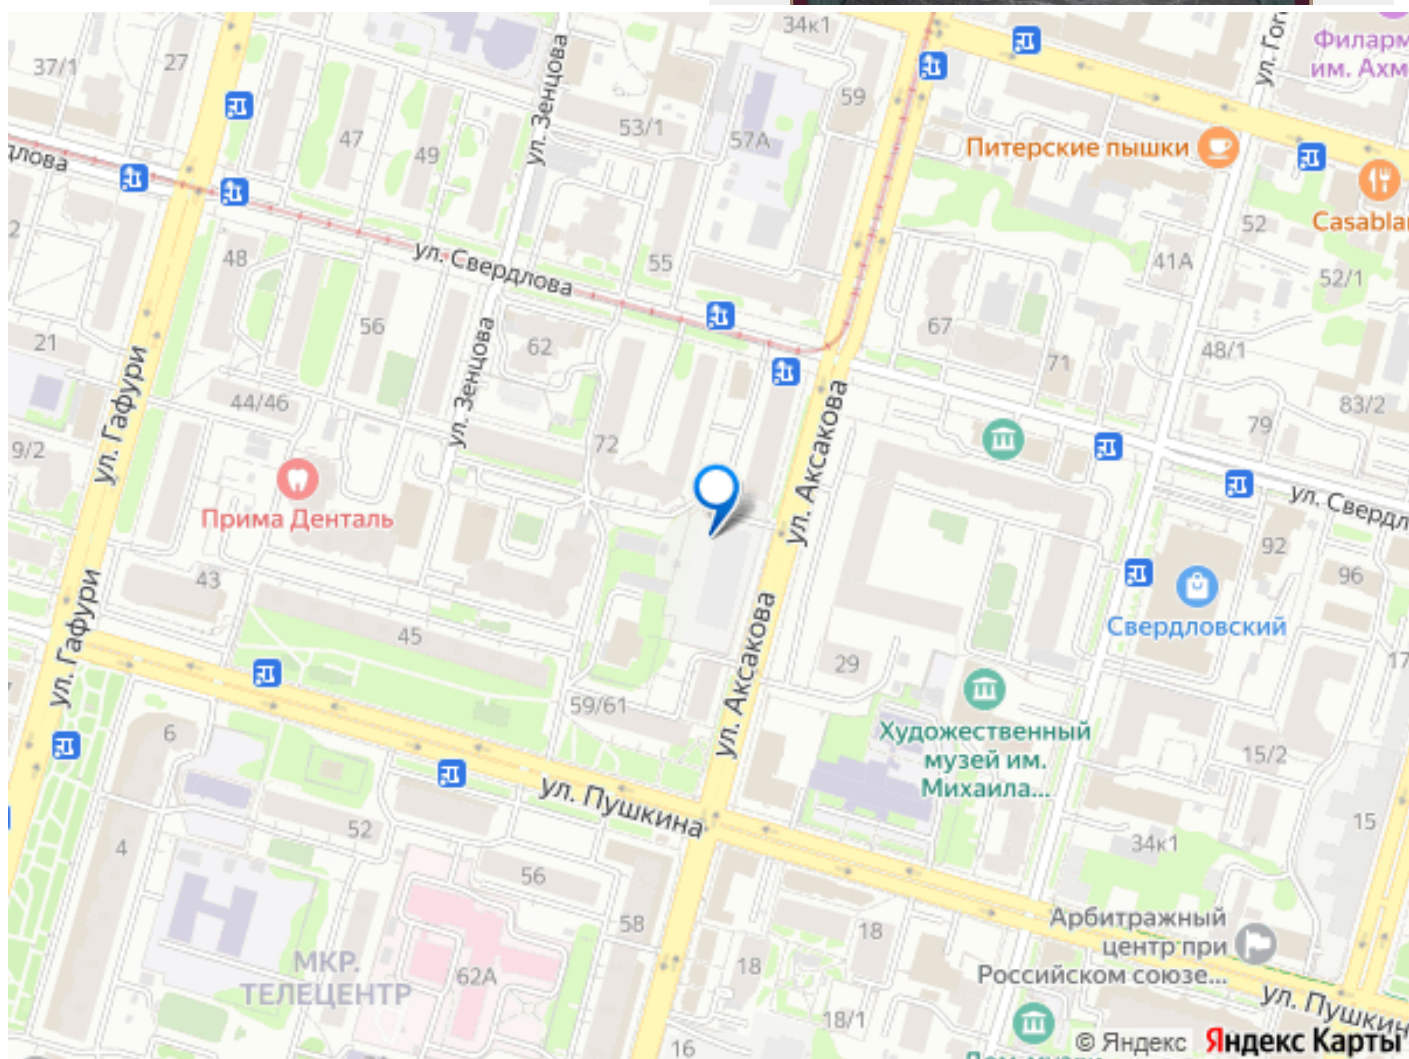 34к1
Филарм
им. Ахм
ул. Гог
37/1
27
ул. Зенцова
59
53/1
57А
47
49
Питерские пышки
длова
Casablan
52
2
48
ул. Свердлова
55
41А
52/1
56
21
62
67
71
48/1
ул. Гафури
ул. Зенцова
44/46
ул. Аксакова
83/2
79
9/2
72
ул. Свердл
Прима Денталь
92
96
43
ул. Гафури
45
ул. Аксакова
Свердловский
29
17
59/61
6
Художественный
музей им.
Михаила...
15/2
ул. Пушкина
52
4
15
34к1
56
58
18
Арбитражный
центр при
Российском союзе...
МКР.
ТЕЛЕЦЕНТР
62А
18
18/1
ул. Пушкин
16
© Яндекс Яндекс Карты